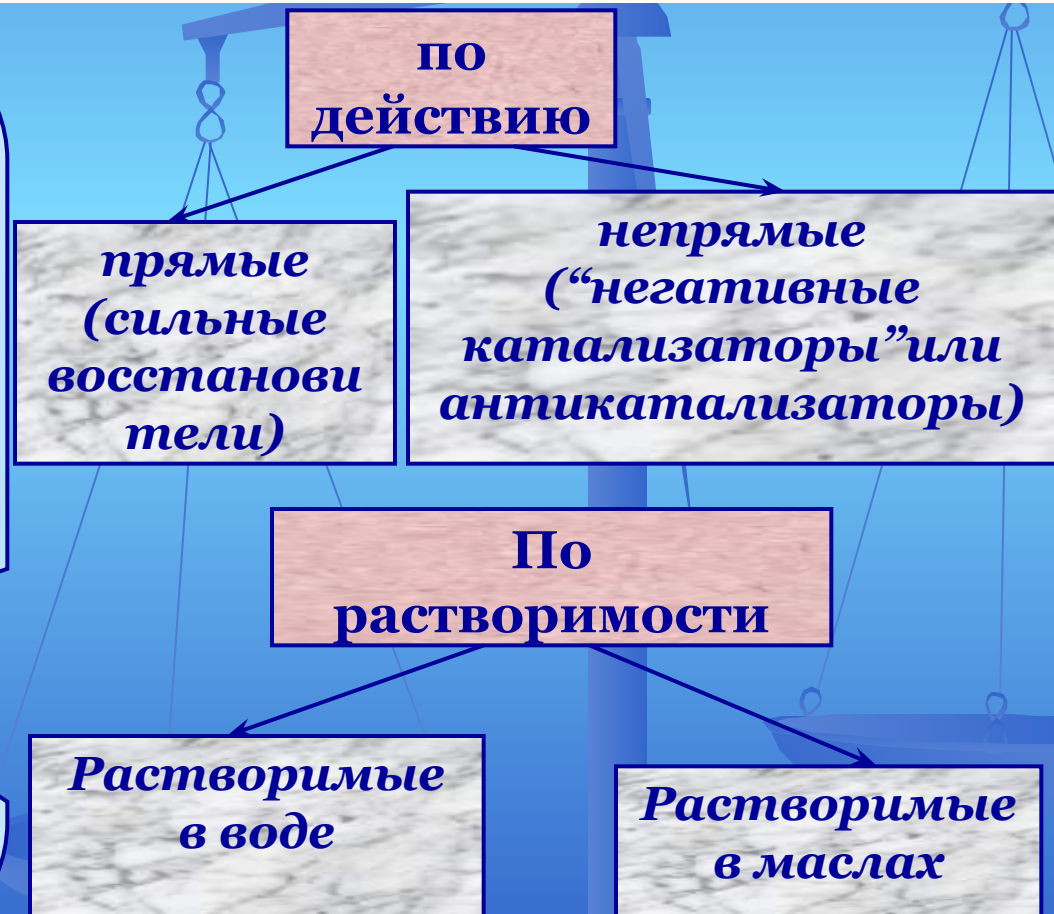 по
действию
прямые
(сильные
восстанови
тели)
непрямые
(“негативные
катализаторы”или
антикатализаторы)
По
растворимости
Растворимые
в воде
Растворимые
в маслах